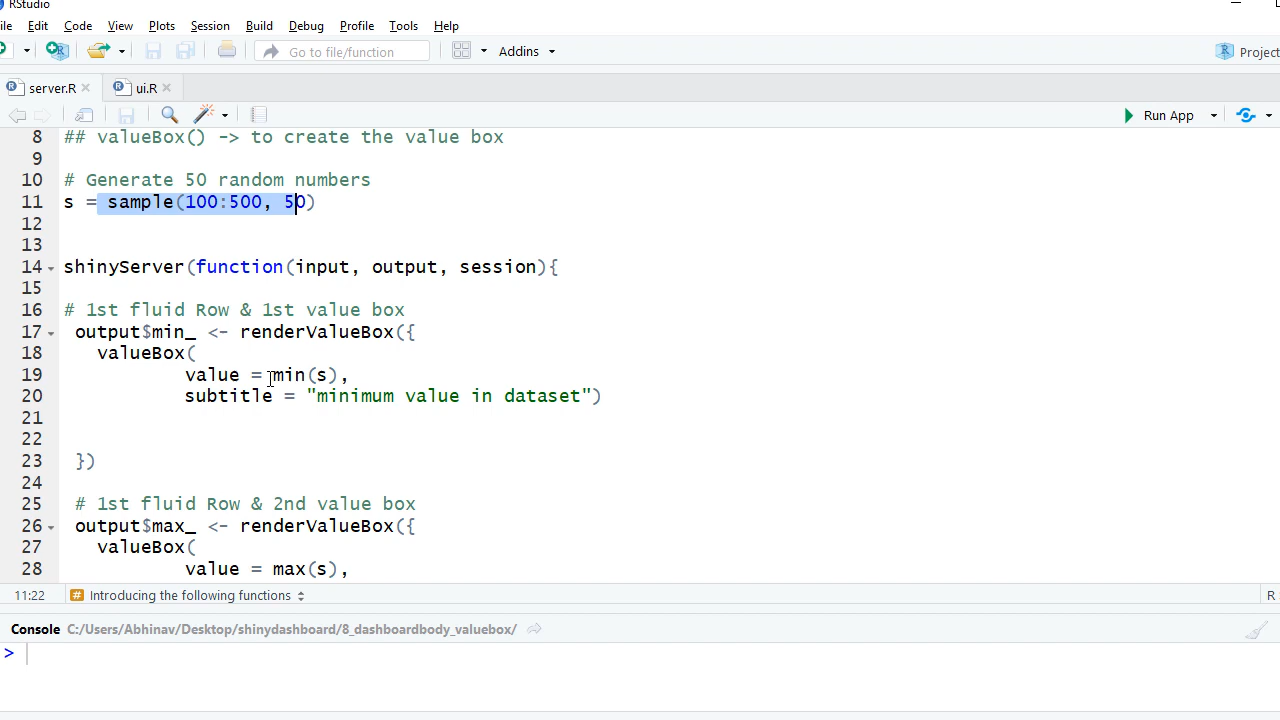 RStudio
ile Edit Code View Plots Session Build Debug Profile Tools Help
Go to file/function Addins Project
server.R ui.R
Run App
8 ## valueBox() -> to create the value box
9
10 # Generate 50 random numbers
11 s = sample(100:500, 50)
12
13
14 shinyServer(function(input, output, session){
15
16 # 1st fluid Row & 1st value box
17 output$min_ <- renderValueBox({
18 valueBox(
19 value = min(s),
20 subtitle = "minimum value in dataset")
21
22
23 })
24
25 # 1st fluid Row & 2nd value box
26 output$max_ <- renderValueBox({
27 valueBox(
28 value = max(s),
11:22 # Introducing the following functions R
Console C:/Users/Abhinav/Desktop/shinydashboard/8_dashboardbody_valuebox/
>